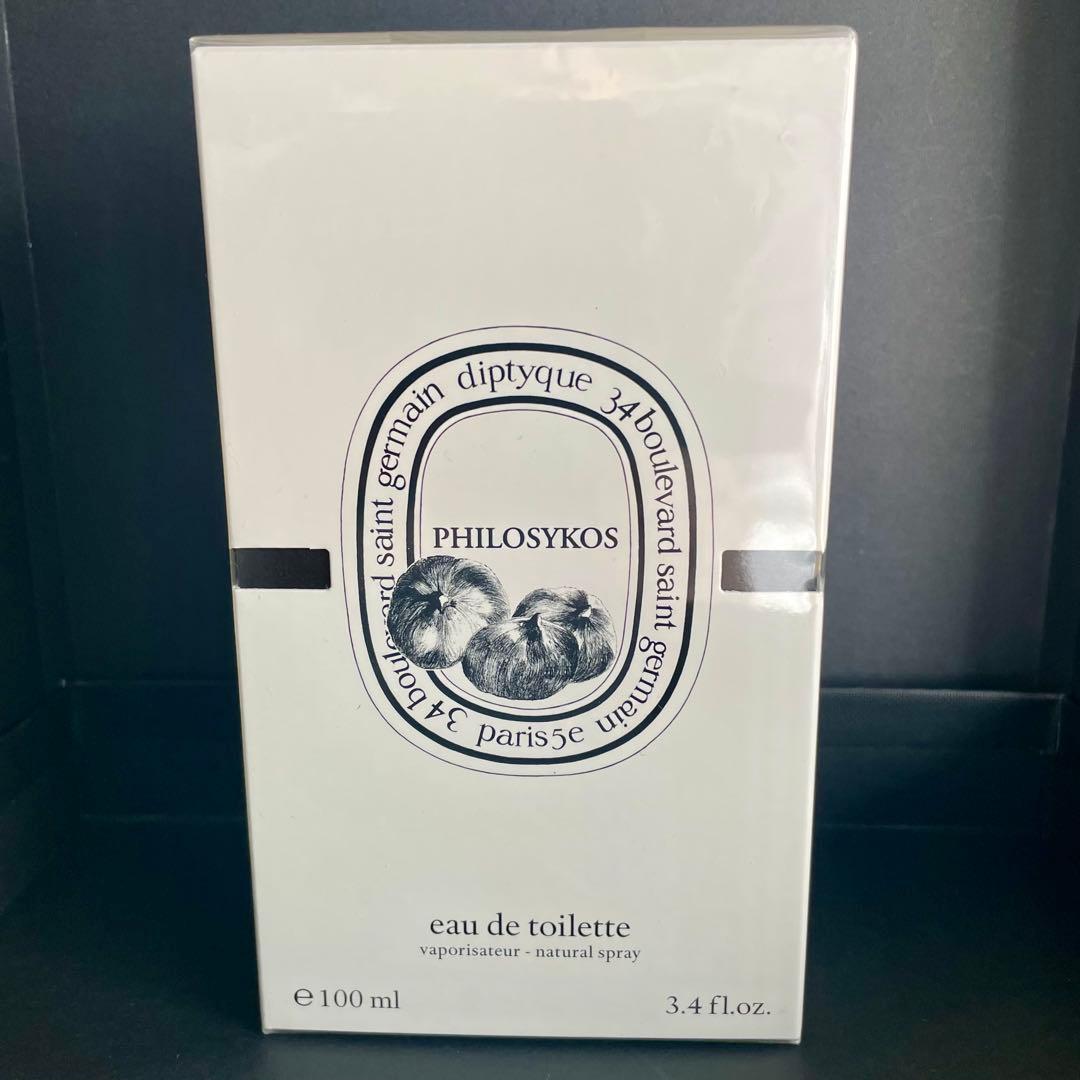 diptyque 34 boulevard saint germain paris 5e 34 boulevard saint germain
PHILOSYKOS
eau de toilette
vaporisateur - natural spray
℮ 100 ml
3.4 fl.oz.